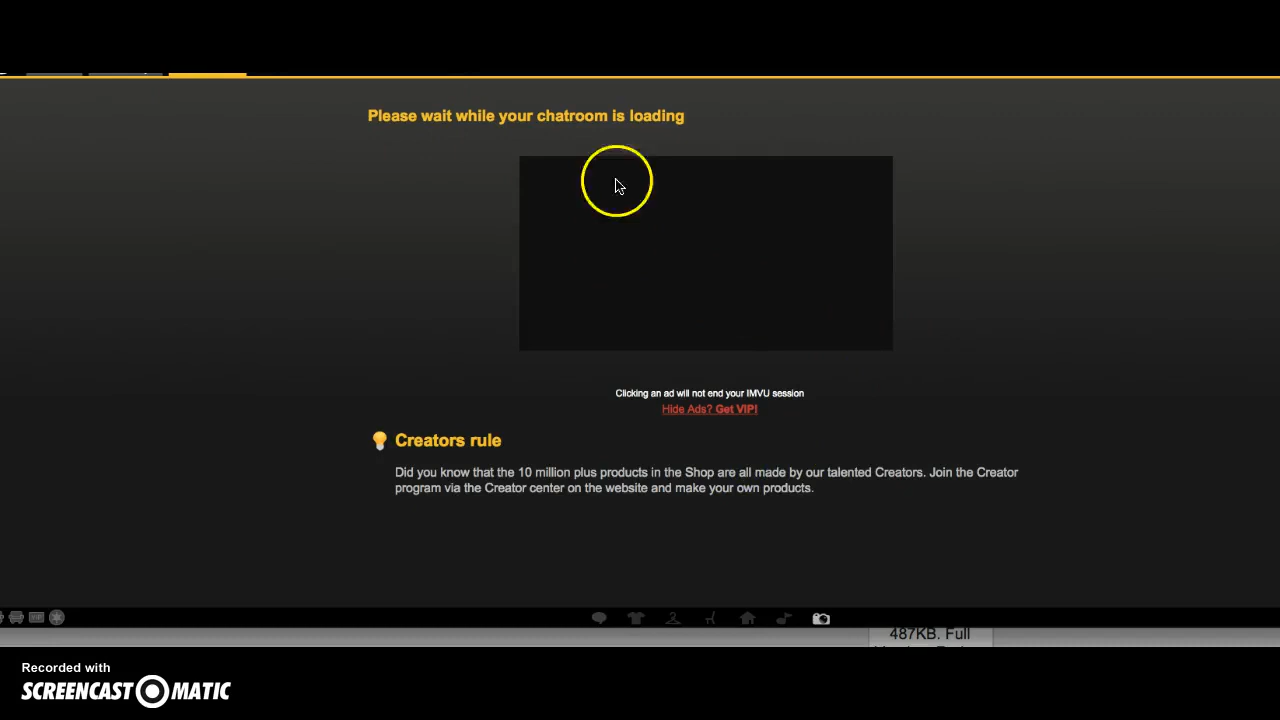 Please wait while your chatroom is loading
Clicking an ad will not end your IMVU session
Hide Ads? Get VIP!
Creators rule
Did you know that the 10 million plus products in the Shop are all made by our talented Creators. Join the Creator
program via the Creator center on the website and make your own products.
VIP
487KB. Full
Recorded with
SCREENCAST MATIC